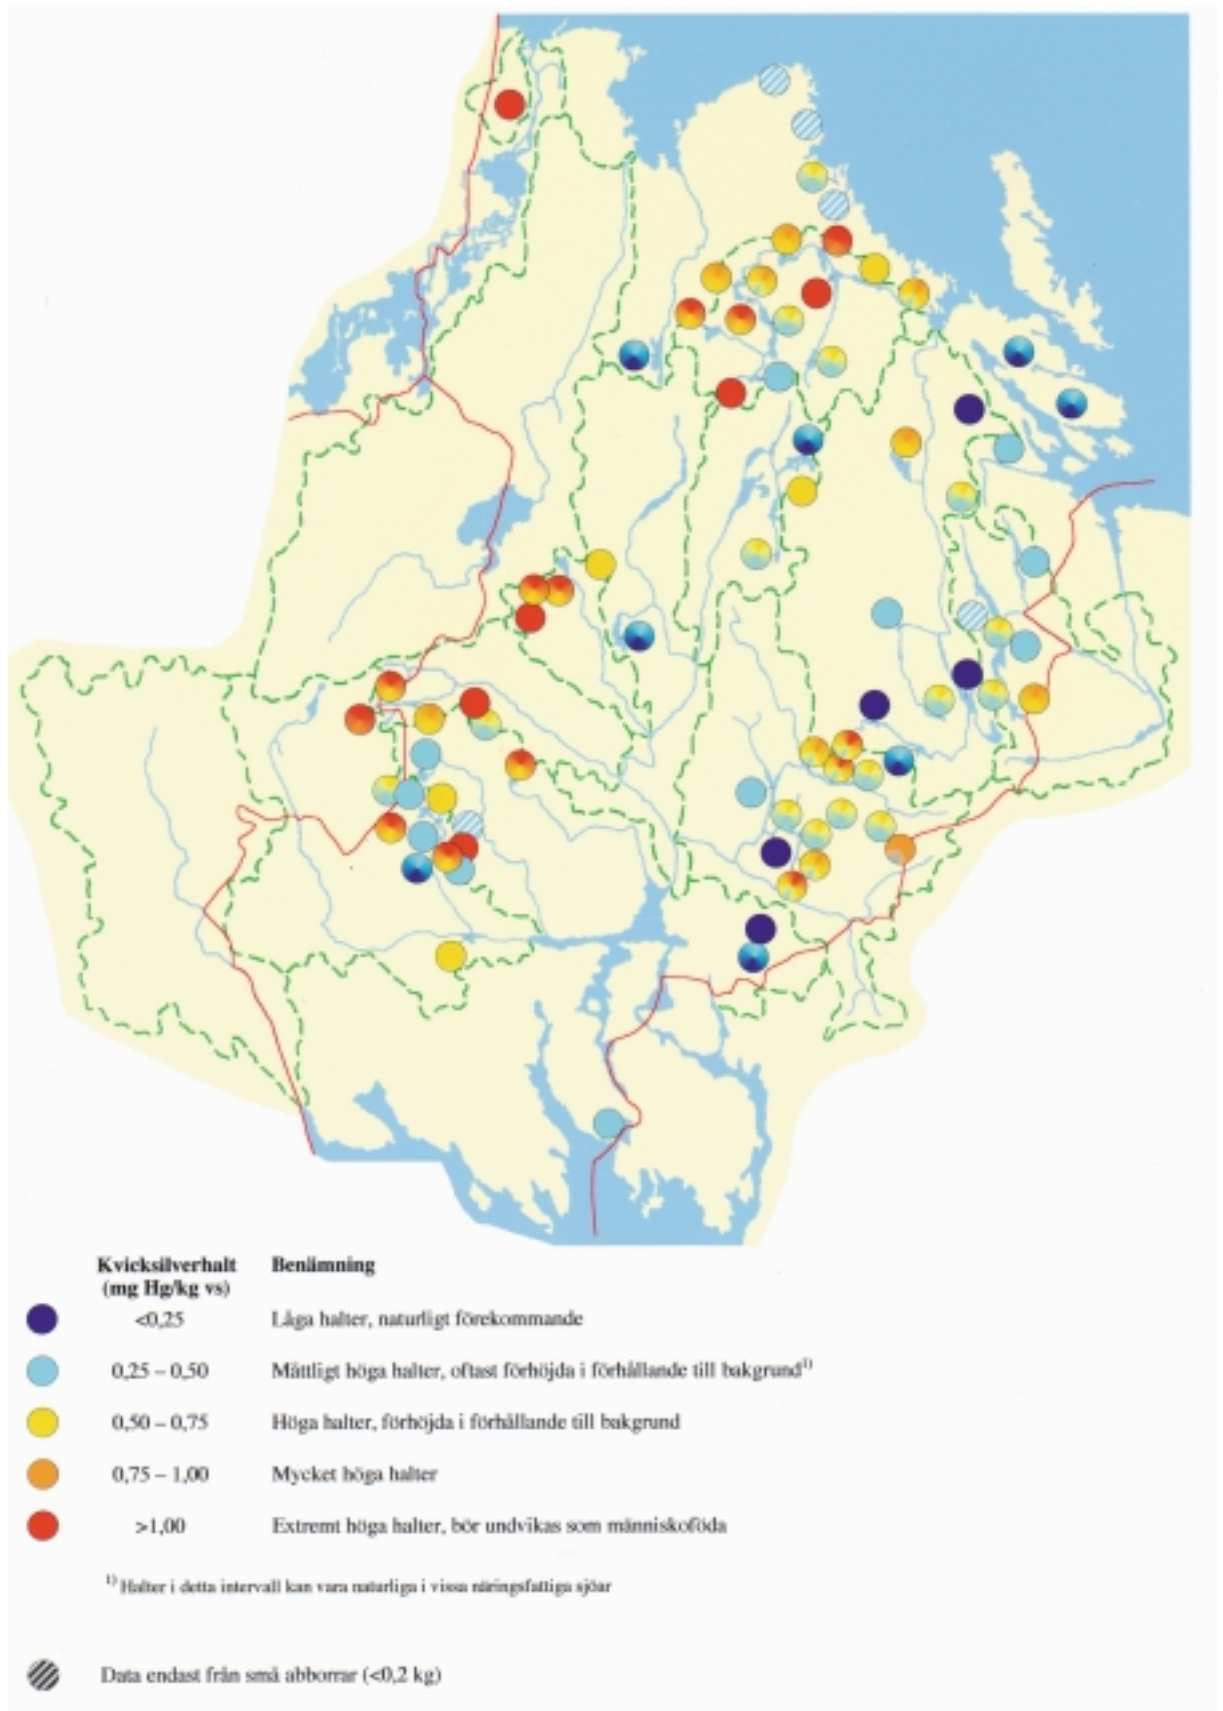 Kvicksilverhalt Benämning
(mg Hg/kg vs)
<0,25 Låga halter, naturligt förekommande
0,25 – 0,50 Måttligt höga halter, oftast förhöjda i förhållande till bakgrund1)
0,50 – 0,75 Höga halter, förhöjda i förhållande till bakgrund
0,75 – 1,00 Mycket höga halter
>1,00 Extremt höga halter, bör undvikas som människoföda
1) Halter i detta intervall kan vara naturliga i vissa näringsfattiga sjöar
Data endast från små abborrar (<0,2 kg)